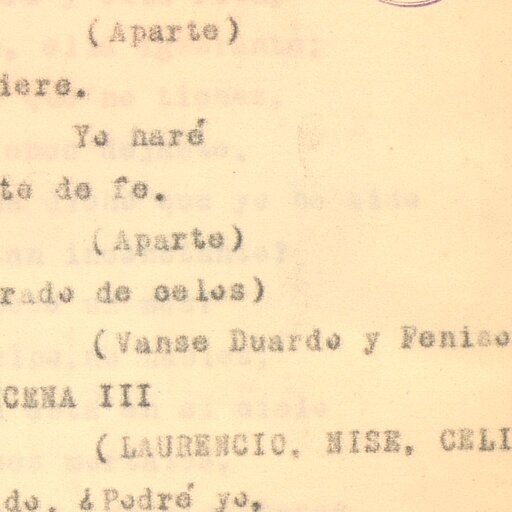 (Aparte)
iere.
Yo haré
te de fe.
(Aparte)
rado de celos)
(Vanse Duardo y Feniso
CENA III
(LAURENCIO. NISE, CELI
do. ¿Podré yo,